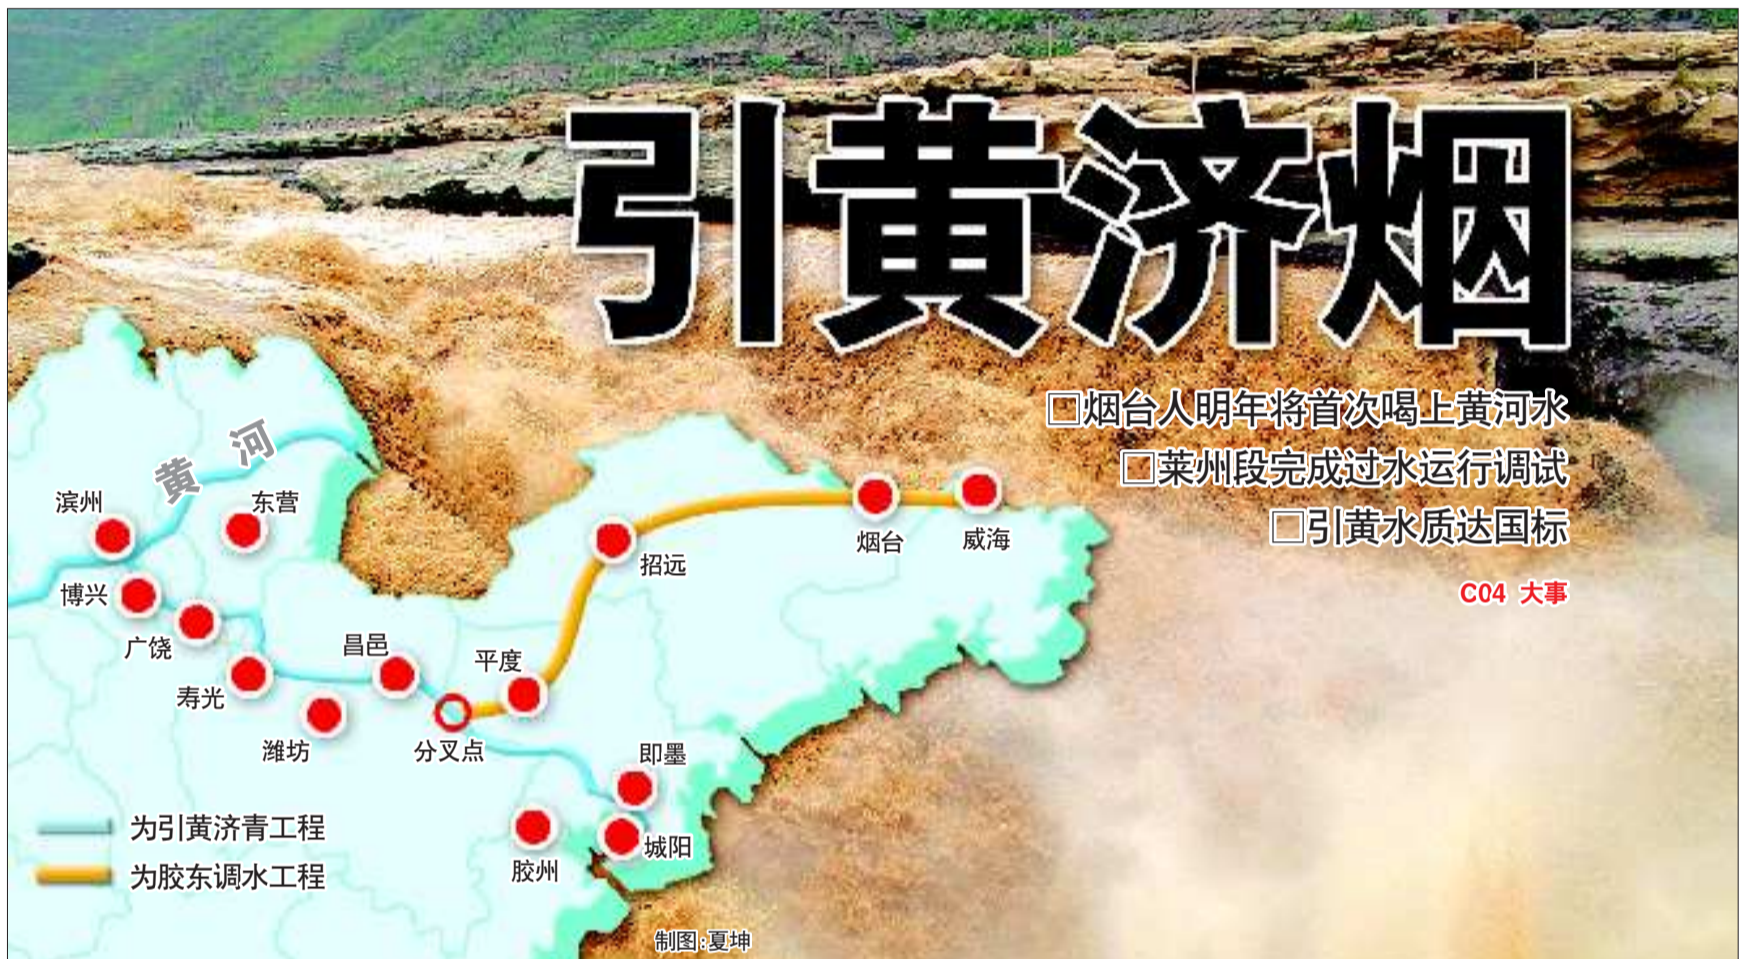 引黄济烟
□烟台人明年将首次喝上黄河水
□莱州段完成过水运行调试
□引黄水质达国标
C04 大事
黄河
滨州
东营
博兴
广饶
寿光
潍坊
昌邑
分叉点
平度
招远
烟台
威海
即墨
城阳
胶州
为引黄济青工程
为胶东调水工程
制图:夏坤